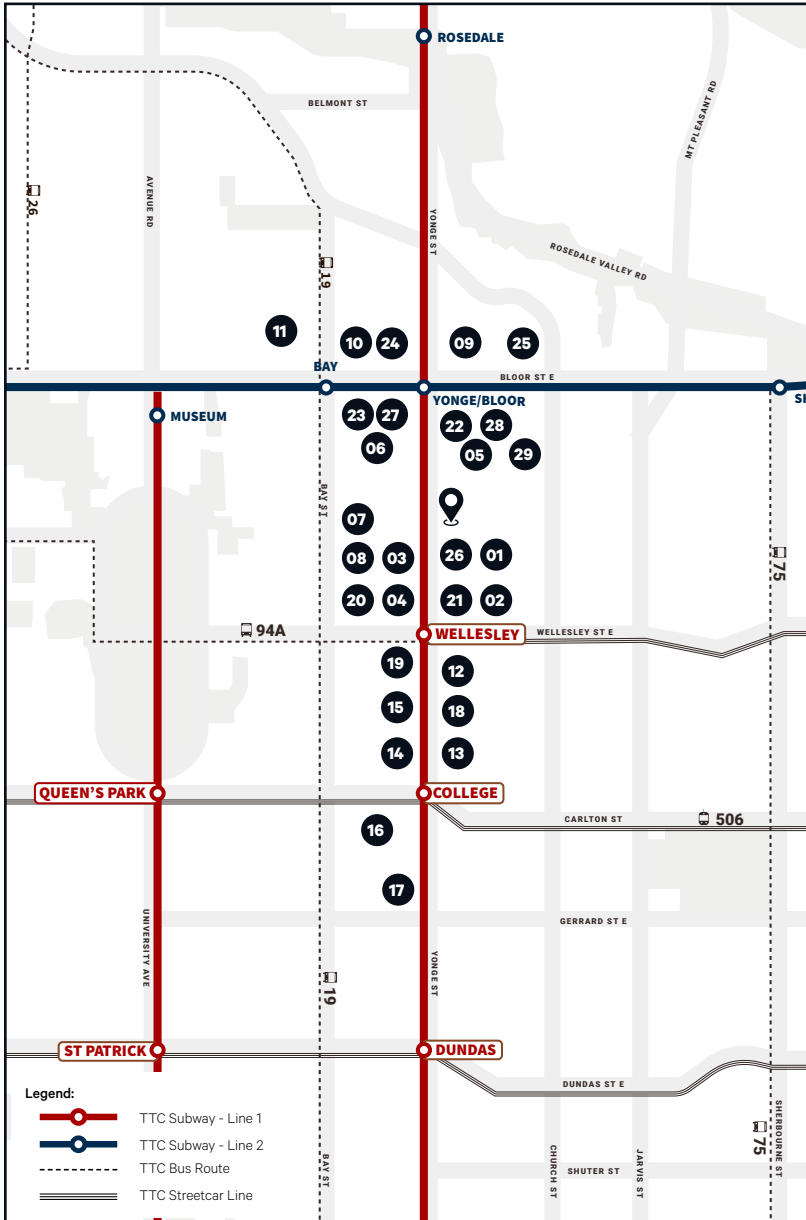 ROSEDALE
BELMONT ST
MT PLEASANT RD
AVENUE RD
26
YONGE ST
ROSEDALE VALLEY RD
19
11
10
24
09
25
BAY
BLOOR ST E
YONGE/BLOOR
MUSEUM
23
27
22
28
06
05
29
BAY ST
07
08
03
26
01
75
20
04
21
02
94A
WELLESLEY
WELLESLEY ST E
19
12
15
18
14
13
QUEEN'S PARK
COLLEGE
16
CARLTON ST
506
17
GERRARD ST E
UNIVERSITY AVE
YONGE ST
19
ST PATRICK
DUNDAS
DUNDAS ST E
Legend:
TTC Subway - Line 1
TTC Subway - Line 2
TTC Bus Route
TTC Streetcar Line
BAY ST
CHURCH ST
SHUTER ST
JARVIS ST
75
SHERBOURNE ST